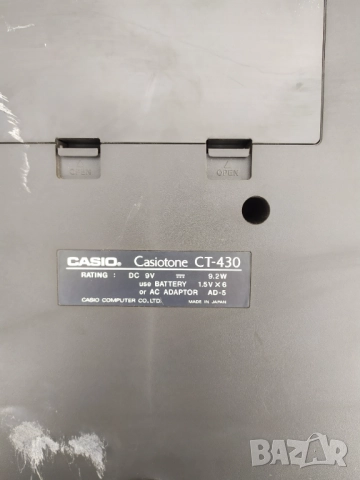 OPEN OPEN
CASIO. Casiotone CT-430
RATING : DC 9V ⎓ 9.2W
use BATTERY 1.5V X 6
or AC ADAPTOR AD-5
CASIO COMPUTER CO., LTD. MADE IN JAPAN
bazar